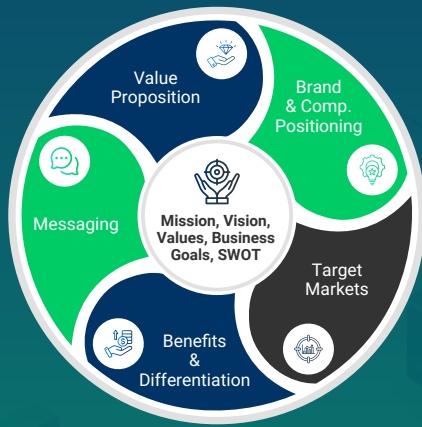 Value
Proposition
Brand
& Comp.
Positioning
Messaging
Mission, Vision,
Values, Business
Goals, SWOT
Target
Markets
Benefits
&
Differentiation